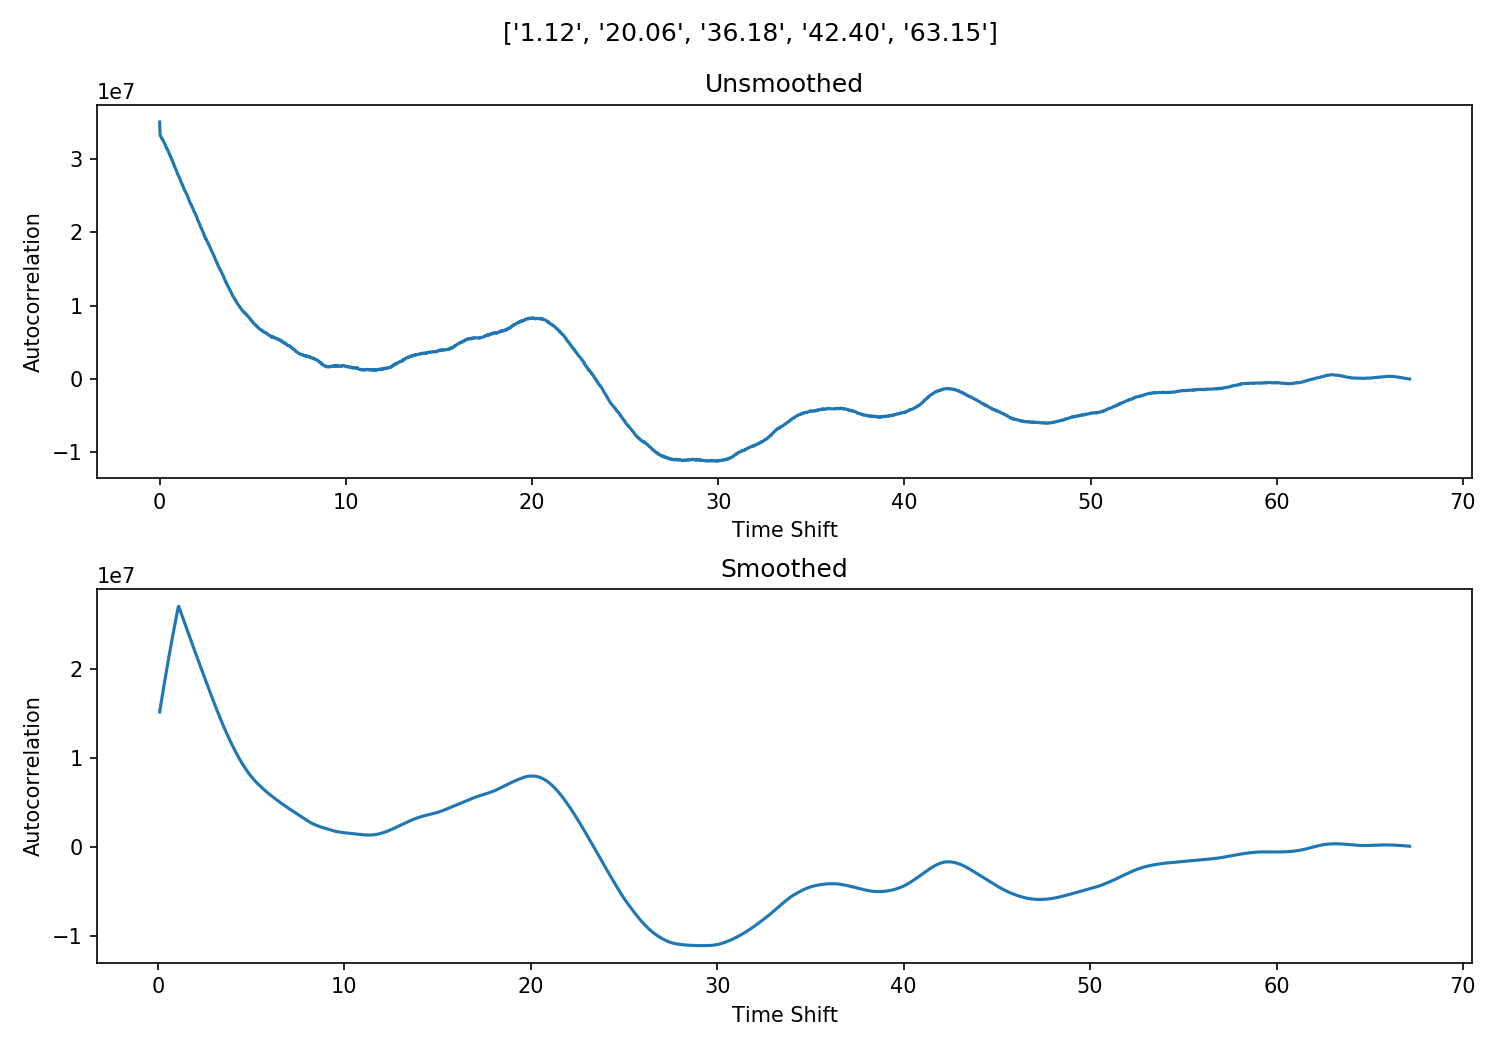 ['1.12', '20.06', '36.18', '42.40', '63.15']
Unsmoothed
1e7
3
2
1
0
−1
Autocorrelation
0 10 20 30 40 50 60 70
Time Shift
Smoothed
1e7
2
1
0
−1
Autocorrelation
0 10 20 30 40 50 60 70
Time Shift